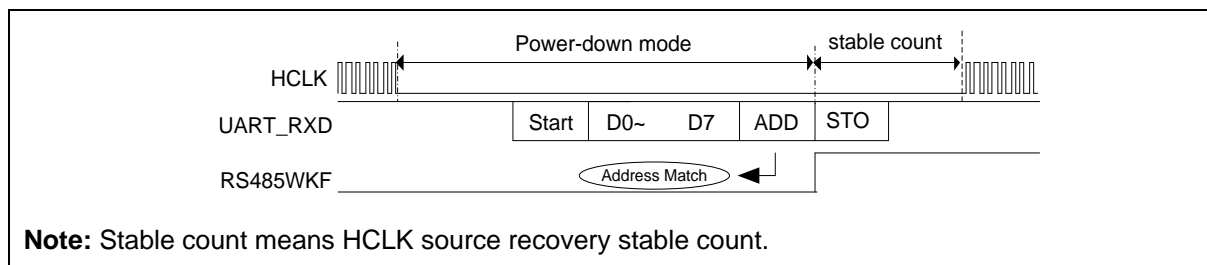 Power-down mode stable count
HCLK
UART_RXD Start D0~ D7 ADD STO
RS485WKF Address Match
Note: Stable count means HCLK source recovery stable count.